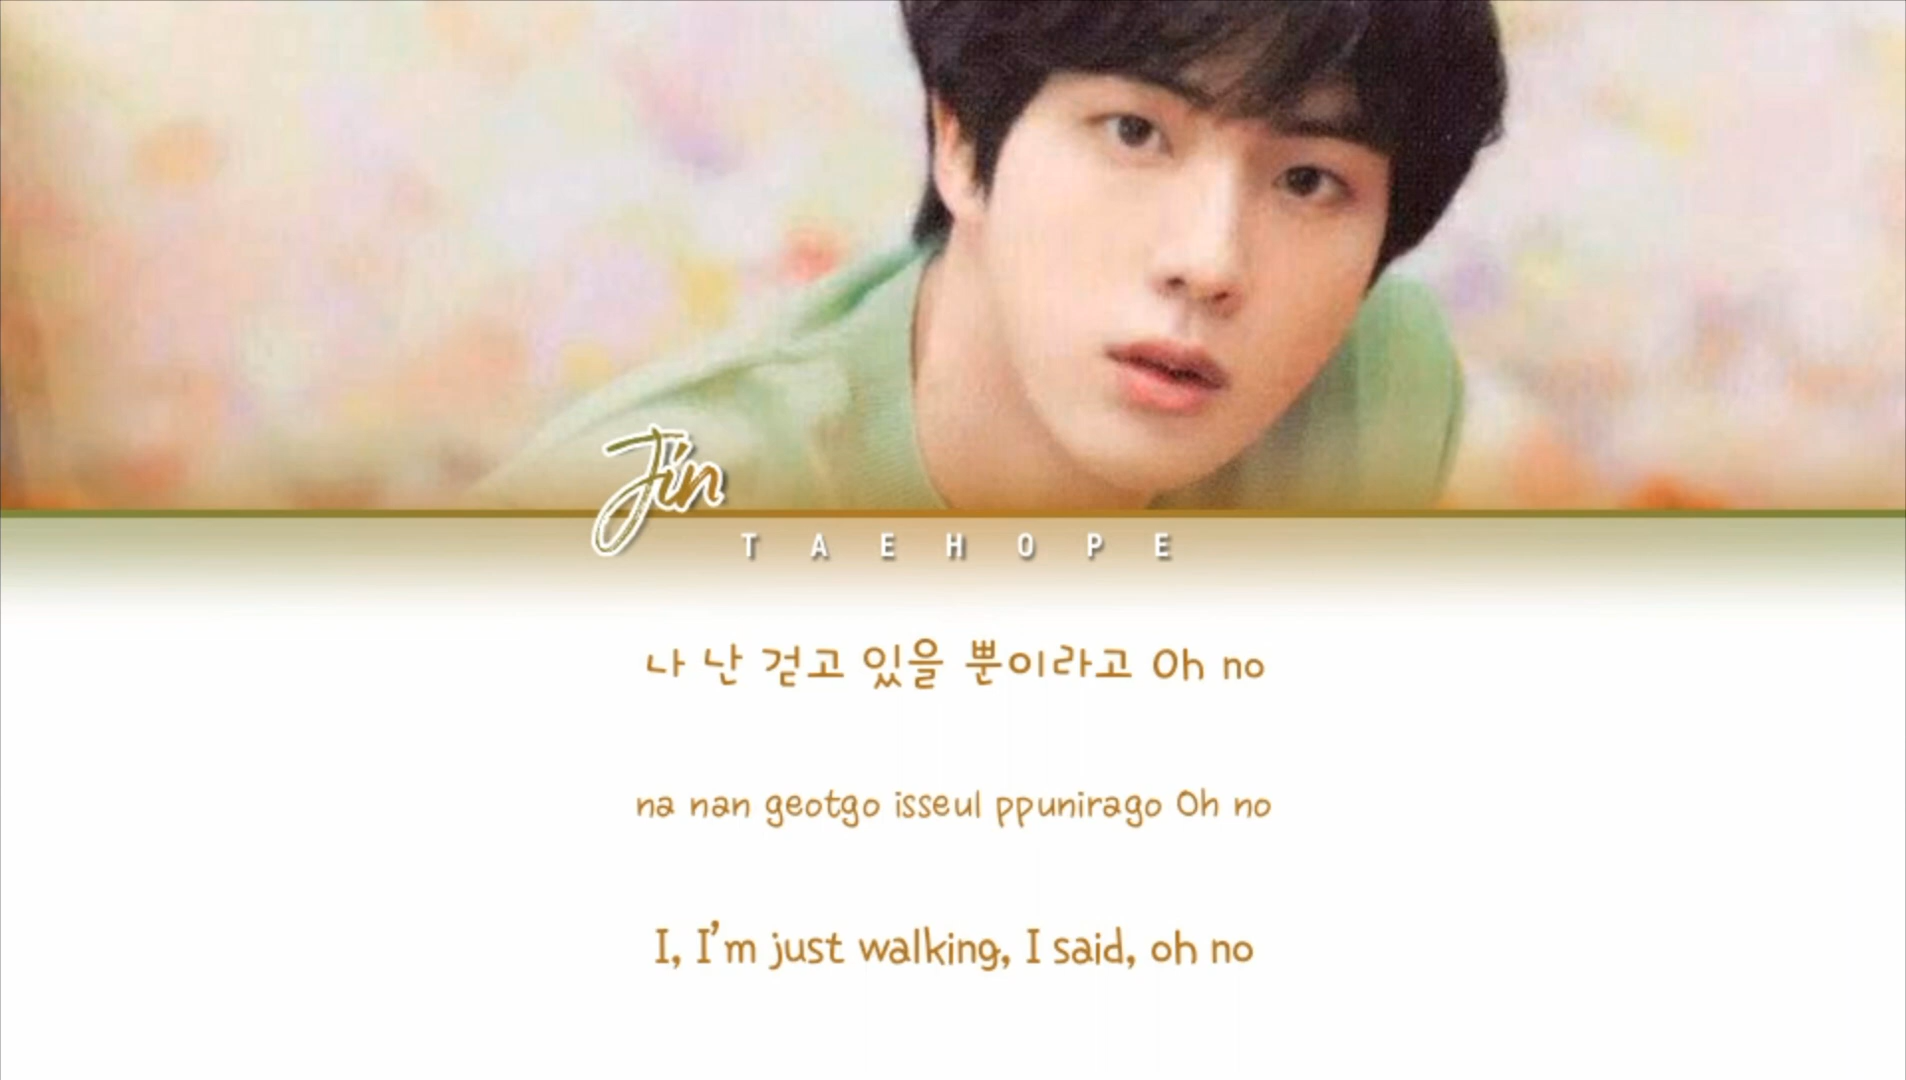 Jin
TAEHOPE
나 난 걷고 있을 뿐이라고 Oh no
na nan geotgo isseul ppunirago Oh no
I, I'm just walking, I said, oh no